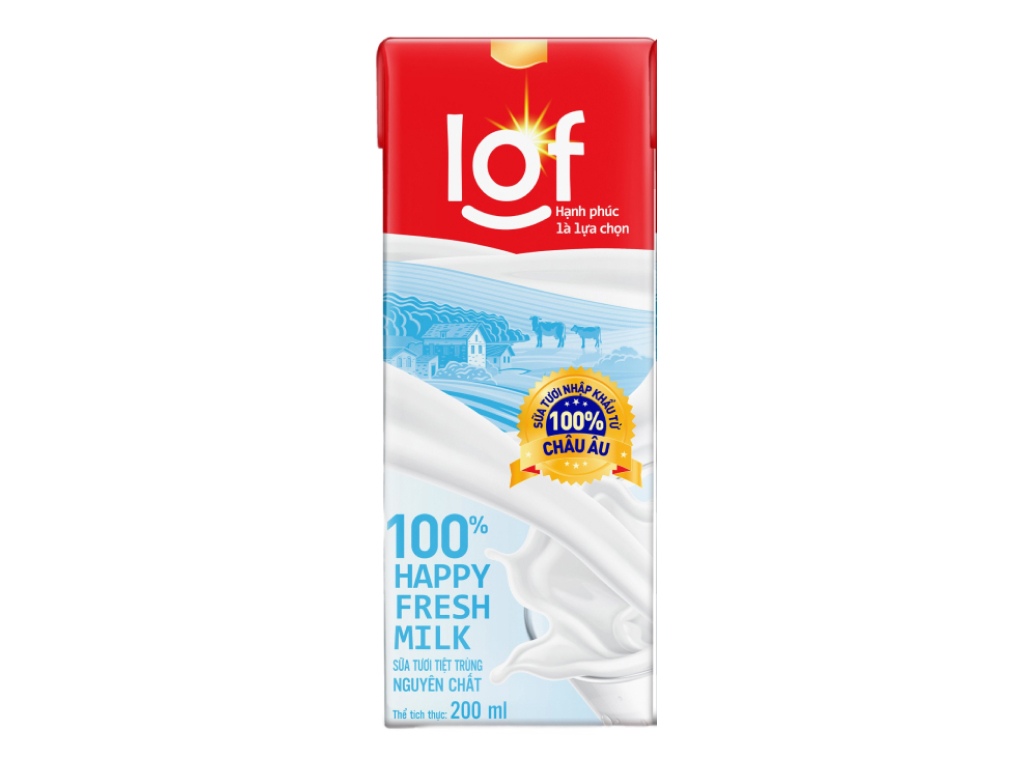 lof
Hạnh phúc
là lựa chọn
SỮA TƯƠI NHẬP KHẨU TỪ
100%
CHÂU ÂU
100%
HAPPY
FRESH
MILK
SỮA TƯƠI TIỆT TRÙNG
NGUYÊN CHẤT
Thể tích thực: 200 ml